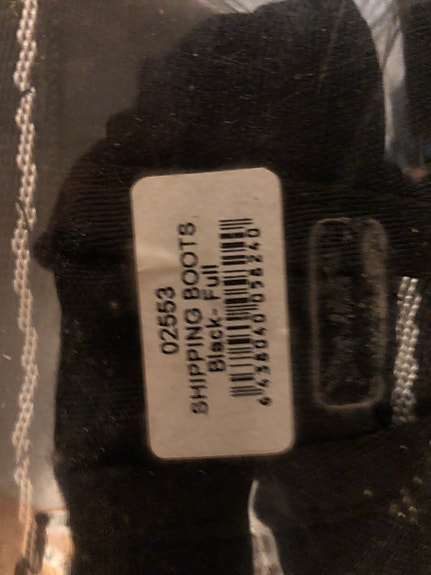 02553
SHIPPING BOOTS
Black- Full
6 438040 058240